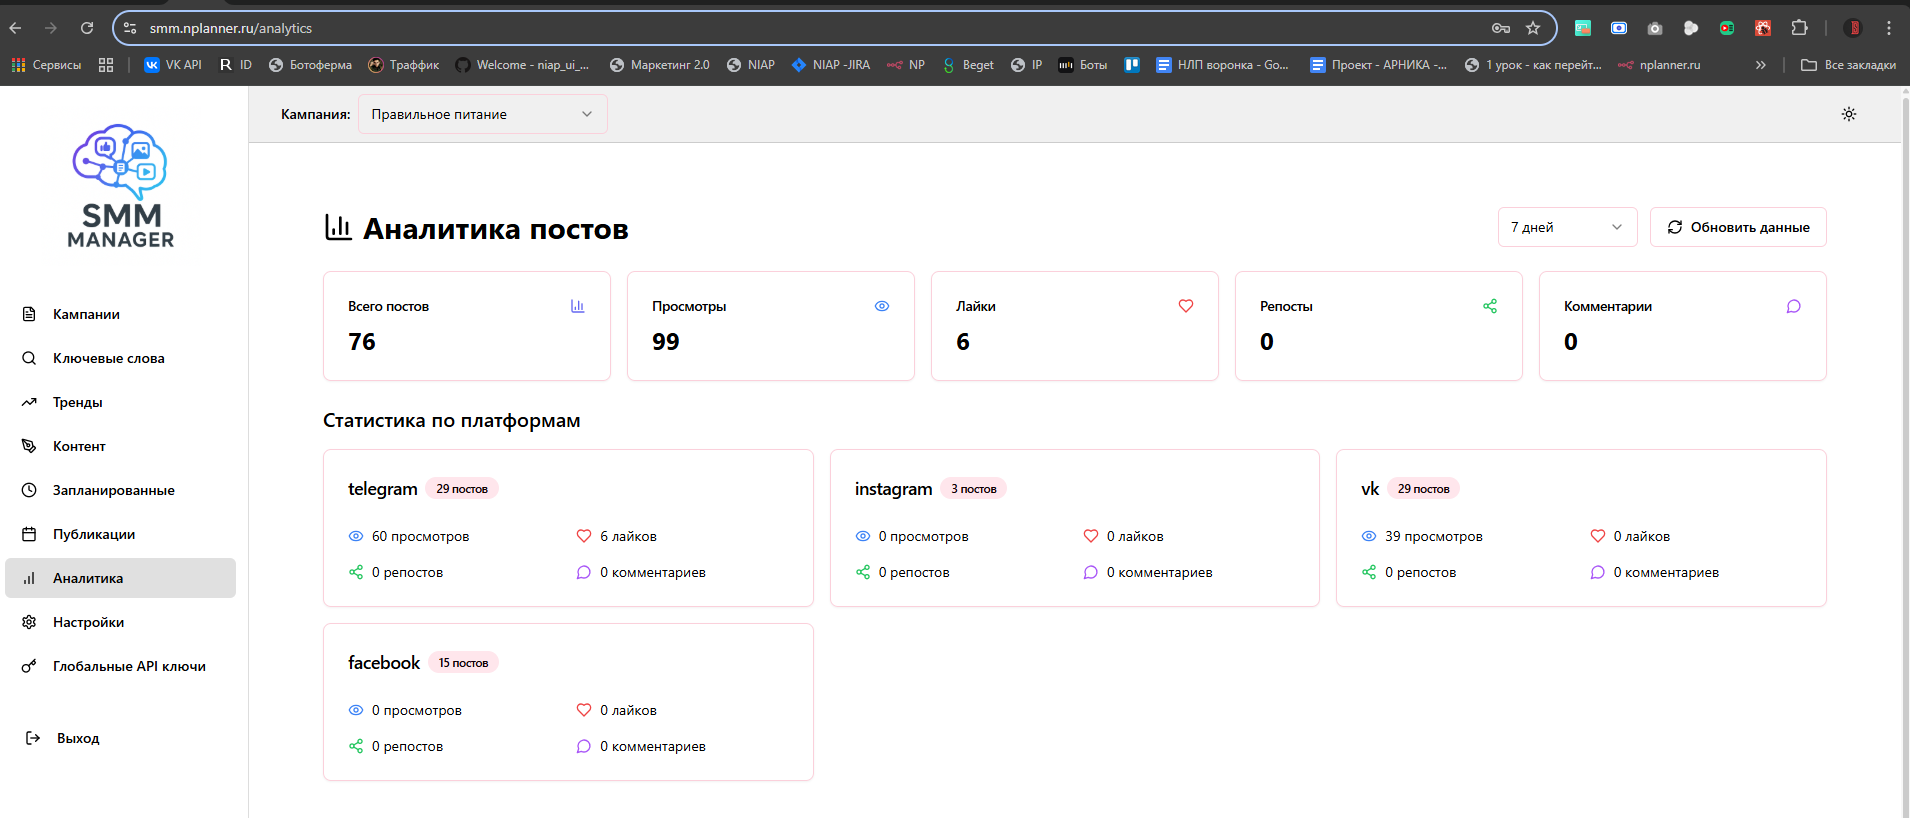 smm.nplanner.ru/analytics
Сервисы VK API ID Ботоферма Траффик Welcome - niap_ui_... Маркетинг 2.0 NIAP NIAP -JIRA NP Beget IP Боты НЛП воронка - Go... Проект - АРНИКА -... 1 урок - как перейт... nplanner.ru » Все закладки
Кампания: Правильное питание
SMM
MANAGER
Кампании
Ключевые слова
Тренды
Контент
Запланированные
Публикации
Аналитика
Настройки
Глобальные API ключи
Выход
Аналитика постов
7 дней
Обновить данные
Всего постов
76
Просмотры
99
Лайки
6
Репосты
0
Комментарии
0
Статистика по платформам
telegram 29 постов
60 просмотров 6 лайков
0 репостов 0 комментариев
instagram 3 постов
0 просмотров 0 лайков
0 репостов 0 комментариев
vk 29 постов
39 просмотров 0 лайков
0 репостов 0 комментариев
facebook 15 постов
0 просмотров 0 лайков
0 репостов 0 комментариев